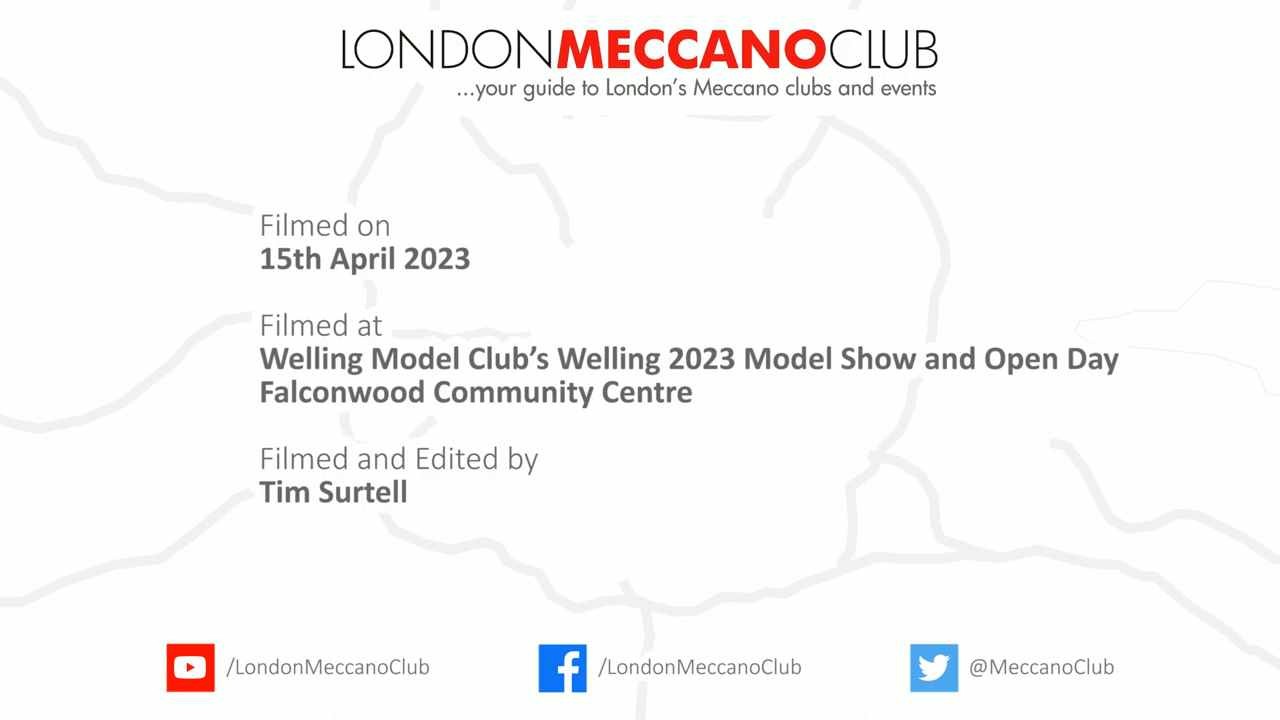 LONDONMECCANOCLUB
...your guide to London’s Meccano clubs and events
Filmed on
15th April 2023
Filmed at
Welling Model Club’s Welling 2023 Model Show and Open Day
Falconwood Community Centre
Filmed and Edited by
Tim Surtell
/LondonMeccanoClub
/LondonMeccanoClub
@MeccanoClub